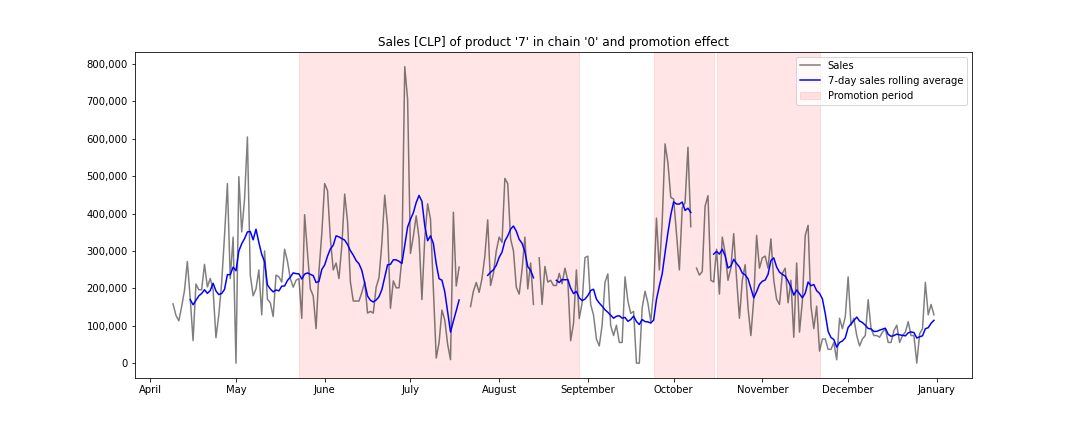 Sales [CLP] of product '7' in chain '0' and promotion effect
Sales
7-day sales rolling average
Promotion period
800,000
700,000
600,000
500,000
400,000
300,000
200,000
100,000
0
April May June July August September October November December January